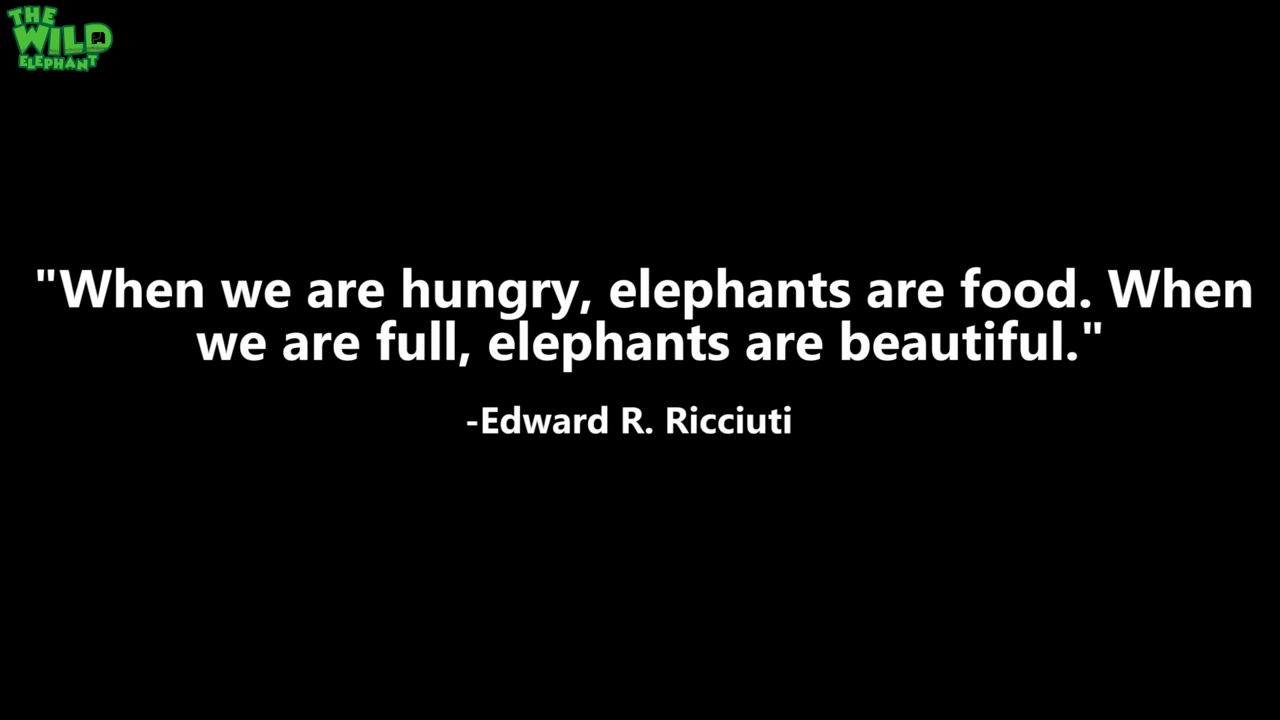 THE
WILD
ELEPHANT
"When we are hungry, elephants are food. When
we are full, elephants are beautiful."
-Edward R. Ricciuti